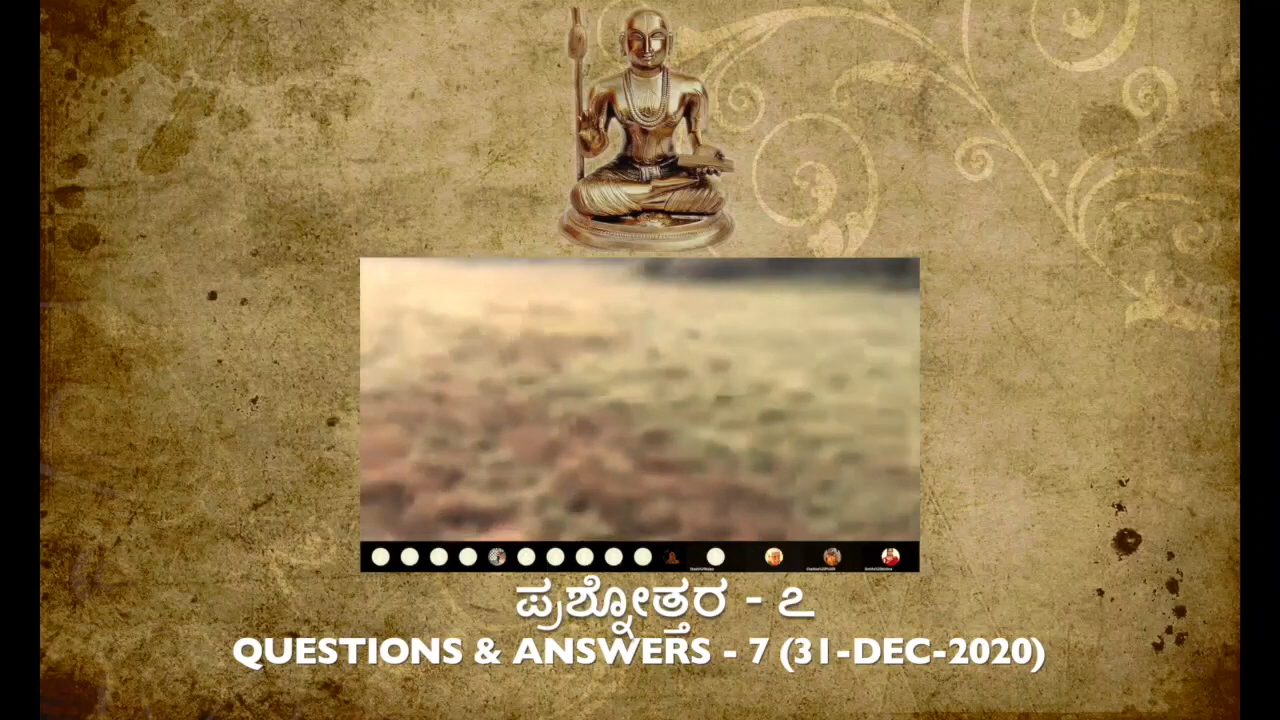 ಪ್ರಶ್ನೋತ್ತರ - ೭
QUESTIONS & ANSWERS - 7 (31-DEC-2020)